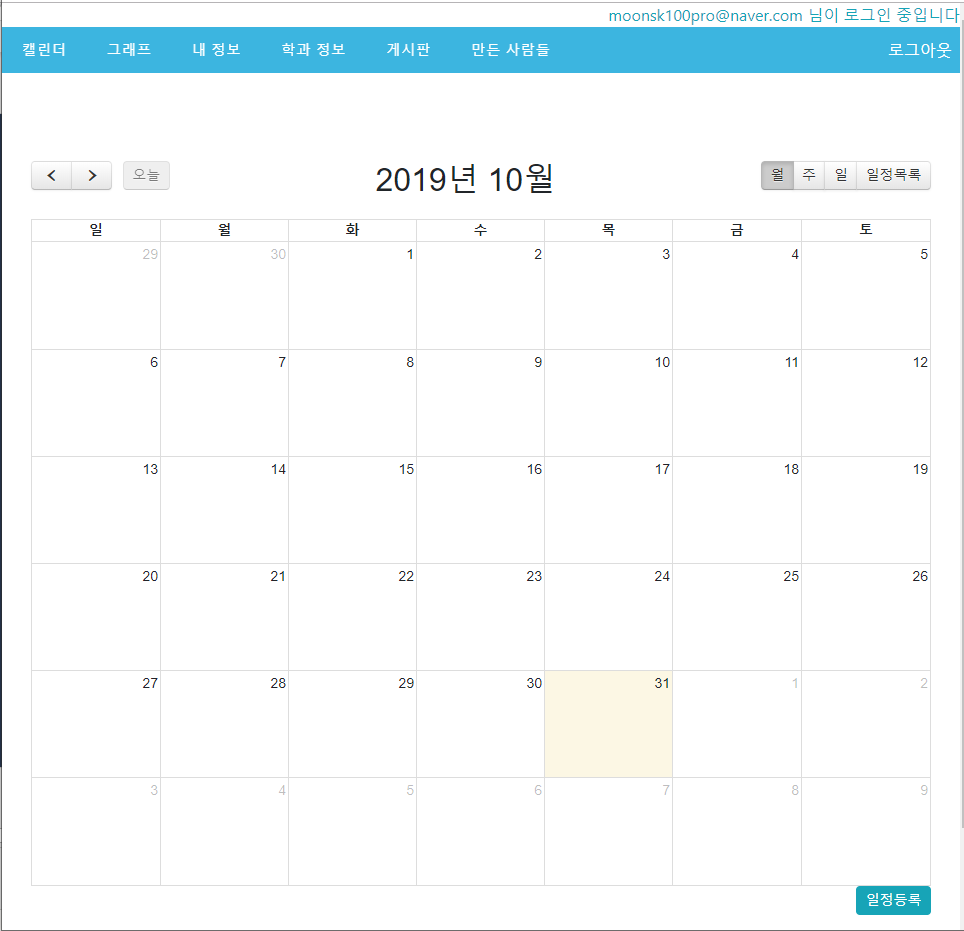 moonsk100pro@naver.com 님이 로그인 중입니다
캘린더 그래프 내 정보 학과 정보 게시판 만든 사람들 로그아웃
오늘 2019년 10월 월 주 일 일정목록
일 월 화 수 목 금 토
29 30 1 2 3 4 5
6 7 8 9 10 11 12
13 14 15 16 17 18 19
20 21 22 23 24 25 26
27 28 29 30 31 1 2
3 4 5 6 7 8 9
일정등록